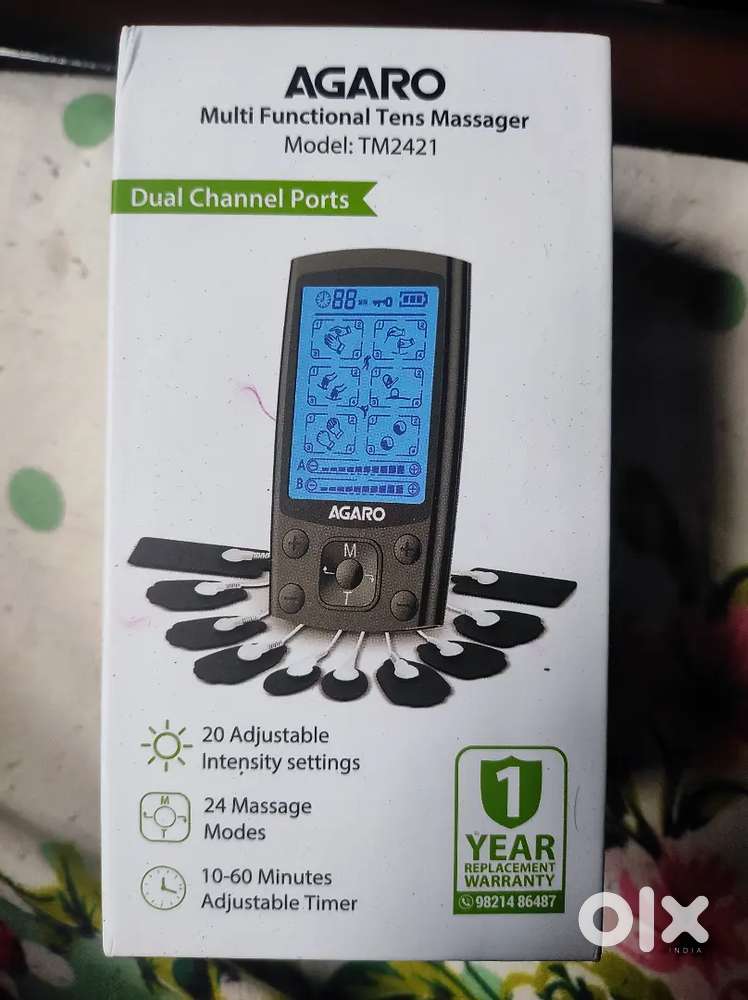 AGARO
Multi Functional Tens Massager
Model: TM2421
Dual Channel Ports
88
A
B
AGARO
M
T
20 Adjustable
Intensity settings
M
T
24 Massage
Modes
10-60 Minutes
Adjustable Timer
1
YEAR
REPLACEMENT
WARRANTY
98214 86487
olx
INDIA